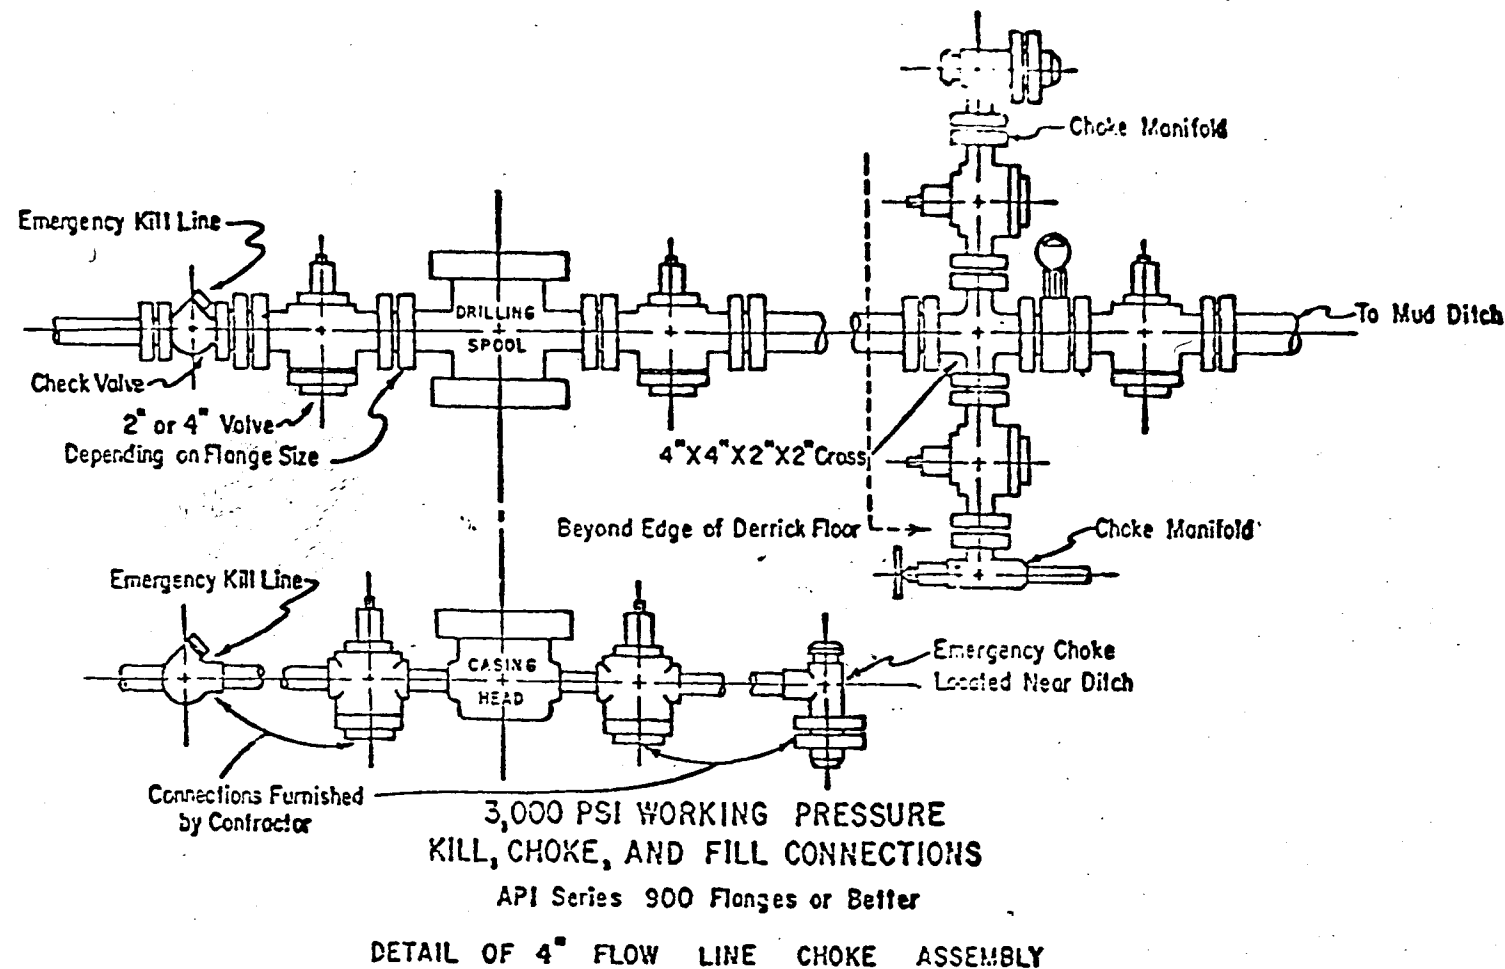 Choke Manifold
Emergency Kill Line
DRILLING
SPOOL
To Mud Ditch
Check Valve
2" or 4" Valve
Depending on Flange Size
4"X4"X2"X2" Cross
Beyond Edge of Derrick Floor
Choke Manifold
Emergency Kill Line
CASING
HEAD
Emergency Choke
Located Near Ditch
Connections Furnished
by Contractor
3,000 PSI WORKING PRESSURE
KILL, CHOKE, AND FILL CONNECTIONS
API Series 900 Flanges or Better
DETAIL OF 4" FLOW LINE CHOKE ASSEMBLY